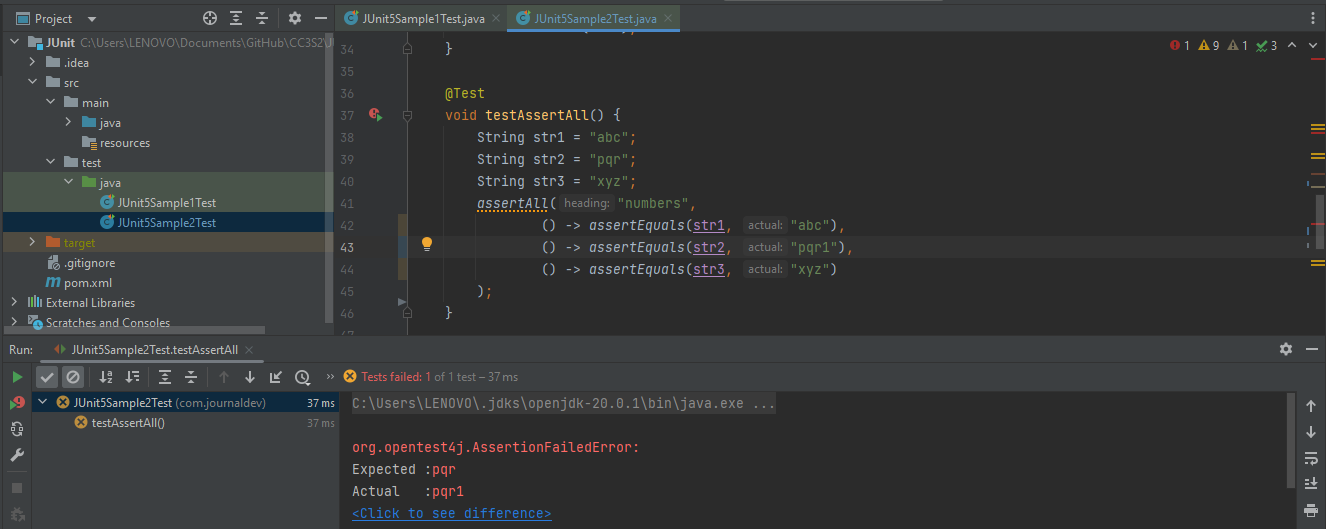 Project
JUnit5Sample1Test.java
JUnit5Sample2Test.java
JUnit C:\Users\LENOVO\Documents\GitHub\CC3S2\JU
.idea
src
main
java
resources
test
java
JUnit5Sample1Test
JUnit5Sample2Test
target
.gitignore
pom.xml
External Libraries
Scratches and Consoles
1 9 1 3
34 }
35
36 @Test
37 void testAssertAll() {
38 String str1 = "abc";
39 String str2 = "pqr";
40 String str3 = "xyz";
41 assertAll( heading: "numbers",
42 () -> assertEquals(str1, actual: "abc"),
43 () -> assertEquals(str2, actual: "pqr1"),
44 () -> assertEquals(str3, actual: "xyz")
45 );
46 }
Run: JUnit5Sample2Test.testAssertAll
Tests failed: 1 of 1 test – 37 ms
JUnit5Sample2Test (com.journaldev) 37 ms
testAssertAll() 37 ms
C:\Users\LENOVO\.jdks\openjdk-20.0.1\bin\java.exe ...
org.opentest4j.AssertionFailedError:
Expected :pqr
Actual :pqr1
<Click to see difference>